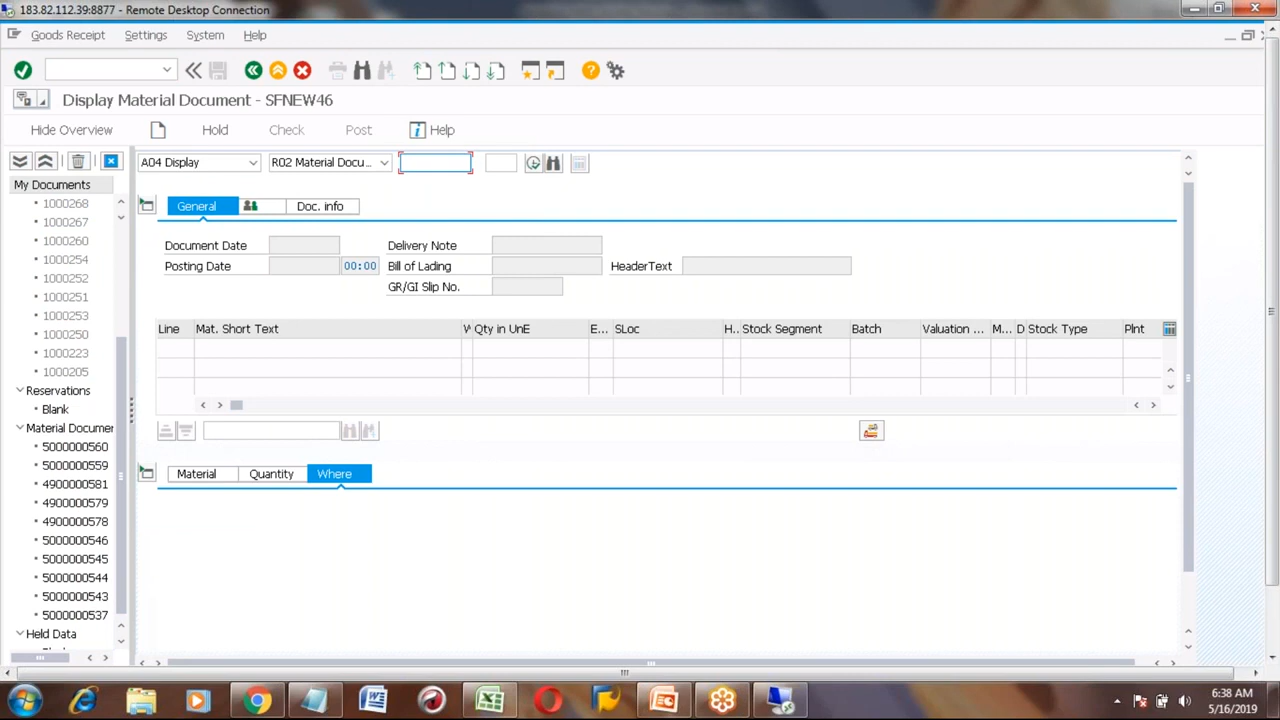 183.82.112.39:8877 - Remote Desktop Connection
Goods Receipt Settings System Help
Display Material Document - SFNEW46
Hide Overview Hold Check Post Help
A04 Display R02 Material Docu...
My Documents
1000268
1000267
1000260
1000254
1000252
1000251
1000253
1000250
1000223
1000205
Reservations
Blank
Material Documer
5000000560
5000000559
4900000581
4900000579
4900000578
5000000546
5000000545
5000000544
5000000543
5000000537
Held Data
General Doc. info
Document Date Delivery Note
Posting Date 00:00 Bill of Lading HeaderText
GR/GI Slip No.
Line Mat. Short Text Qty in UnE E... SLoc H.. Stock Segment Batch Valuation ... M... D Stock Type Plnt
Material Quantity Where
6:38 AM
5/16/2019